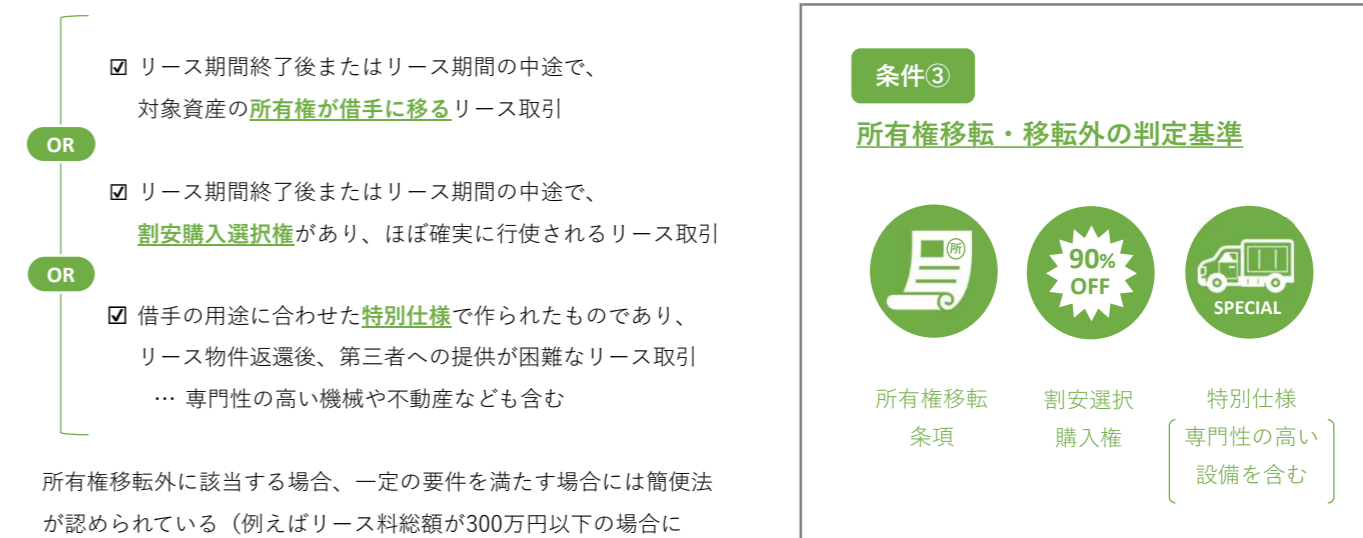 ☑ リース期間終了後またはリース期間の中途で、
対象資産の所有権が借手に移るリース取引
OR
☑ リース期間終了後またはリース期間の中途で、
割安購入選択権があり、ほぼ確実に行使されるリース取引
OR
☑ 借手の用途に合わせた特別仕様で作られたものであり、
リース物件返還後、第三者への提供が困難なリース取引
… 専門性の高い機械や不動産なども含む
所有権移転外に該当する場合、一定の要件を満たす場合には簡便法
が認められている（例えばリース料総額が300万円以下の場合に
条件③
所有権移転・移転外の判定基準
所
90%
OFF
SPECIAL
所有権移転
条項
割安選択
購入権
特別仕様
専門性の高い
設備を含む